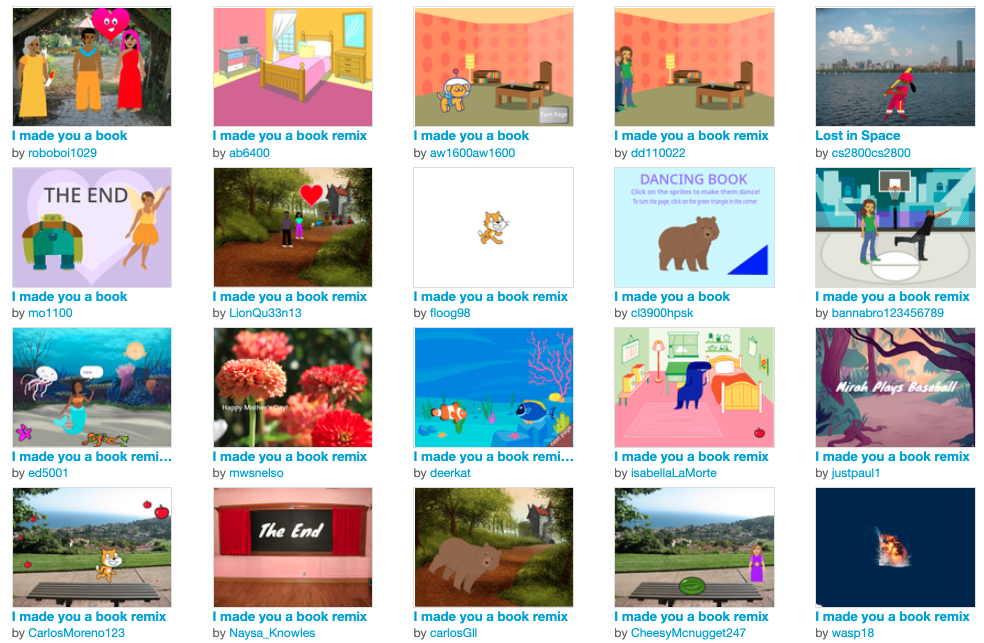 I made you a book
by roboboi1029
I made you a book remix
by ab6400
Turn Page
I made you a book
by aw1600aw1600
I made you a book remix
by dd110022
Lost in Space
by cs2800cs2800
THE END
I made you a book
by mo1100
I made you a book remix
by LionQu33n13
I made you a book remix
by floog98
DANCING BOOK
Click on the sprites to make them dance!
To turn the page, click on the green triangle in the corner!
I made you a book
by cl3900hpsk
I made you a book remix
by bannabro123456789
I made you a book remi...
by ed5001
Happy Mother's Day!
I made you a book remix
by mwsnelso
I made you a book remi...
by deerkat
I made you a book remix
by isabellaLaMorte
Mirah Plays Baseball
I made you a book remix
by justpaul1
I made you a book remix
by CarlosMoreno123
The End
I made you a book remix
by Naysa_Knowles
I made you a book remix
by carlosGll
I made you a book remix
by CheesyMcnugget247
I made you a book remix
by wasp18